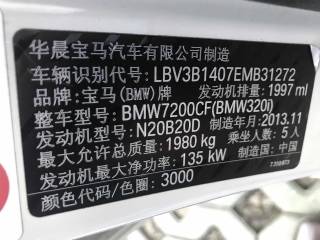 华晨宝马汽车有限公司制造
车辆识别代号: LBV3B1407EMB31272
品牌: 宝马(BMW)牌 发动机排量: 1997 ml
整车型号: BMW7200CF(BMW320i)
发动机型号: N20B20D 制造年月: 2013.11
最大允许总质量: 1980 kg 乘坐人数: 5人
发动机最大净功率: 135 kW 制造国: 中国
颜色代码/色圈: 3000